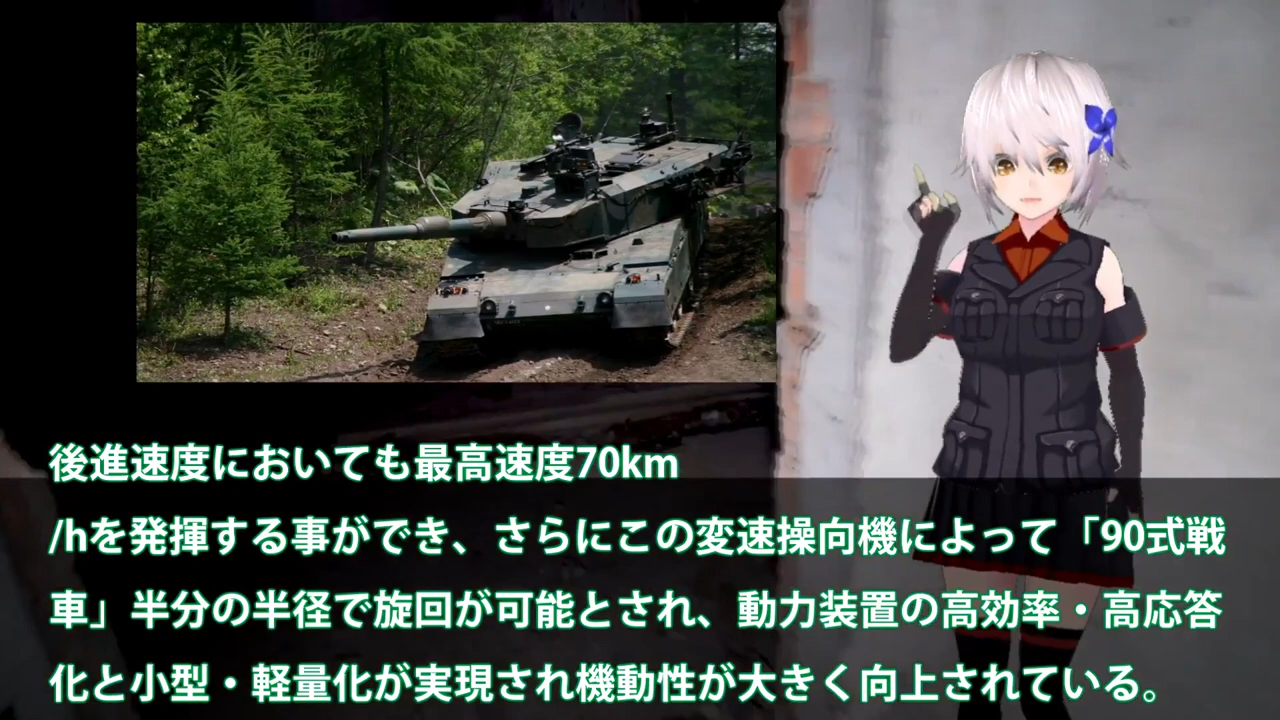 後進速度においても最高速度70km
/hを発揮する事ができ、さらにこの変速操向機によって「90式戦
車」半分の半径で旋回が可能とされ、動力装置の高効率・高応答
化と小型・軽量化が実現され機動性が大きく向上されている。